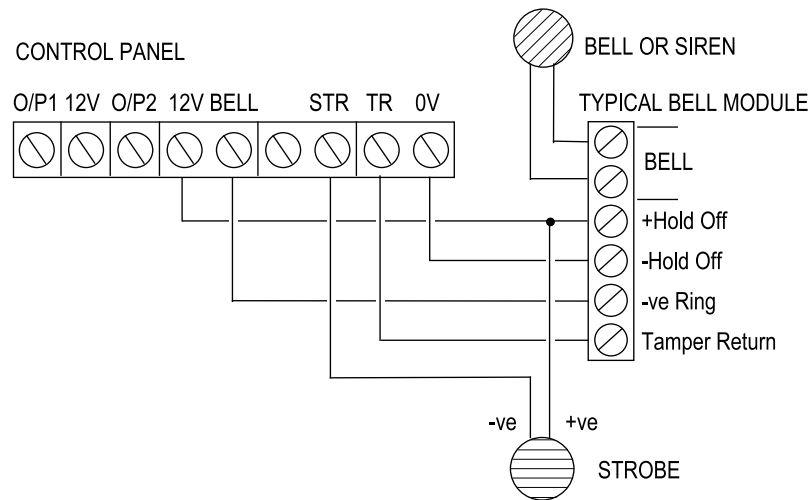 BELL OR SIREN
CONTROL PANEL
O/P1 12V O/P2 12V BELL STR TR 0V
TYPICAL BELL MODULE
BELL
+Hold Off
-Hold Off
-ve Ring
Tamper Return
-ve +ve
STROBE